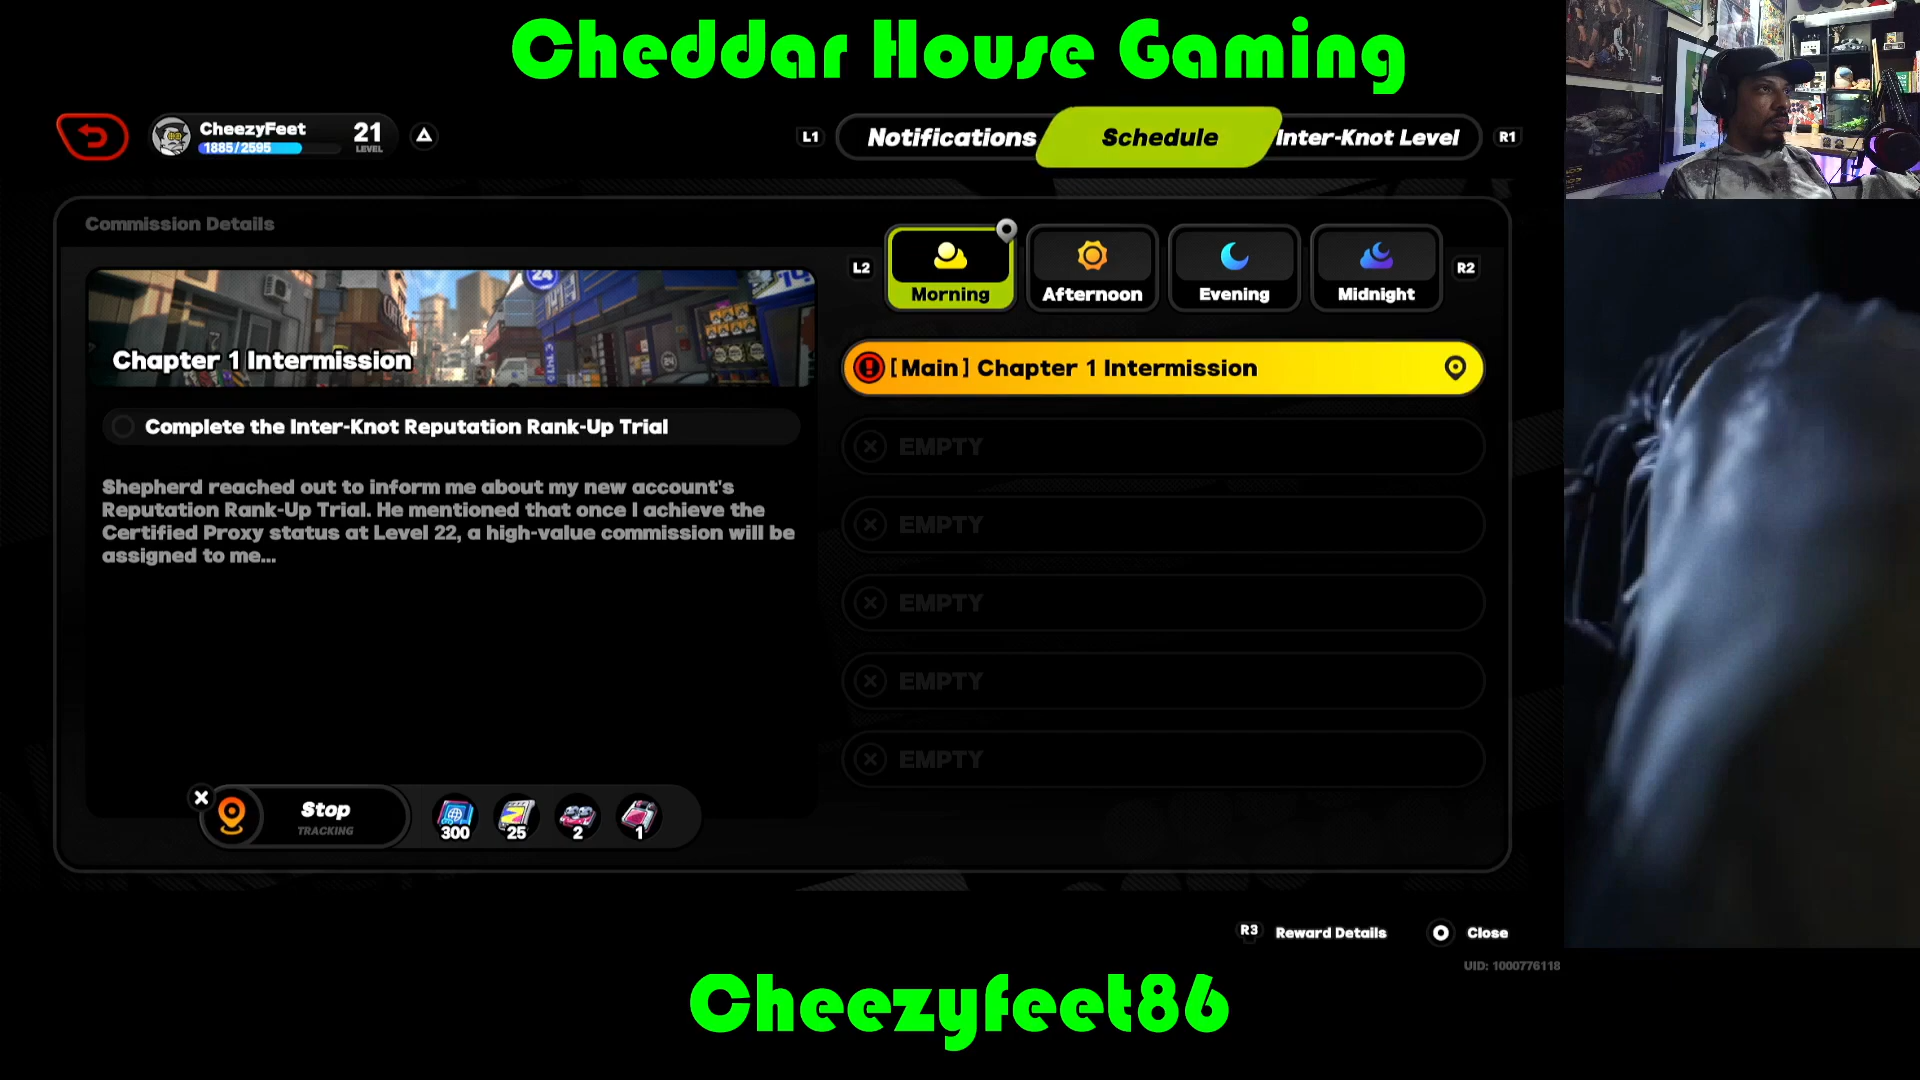 Cheddar House Gaming
CheezyFeet
1885/2595
21
LEVEL
L1
Notifications
Schedule
Inter-Knot Level
R1
Commission Details
L2
Morning
Afternoon
Evening
Midnight
R2
24
Chapter 1 Intermission
[Main] Chapter 1 Intermission
Complete the Inter-Knot Reputation Rank-Up Trial
Shepherd reached out to inform me about my new account's
Reputation Rank-Up Trial. He mentioned that once I achieve the
Certified Proxy status at Level 22, a high-value commission will be
assigned to me...
EMPTY
EMPTY
EMPTY
EMPTY
EMPTY
Stop
TRACKING
300
25
2
1
R3
Reward Details
Close
UID: 1000776118
Cheezyfeet86